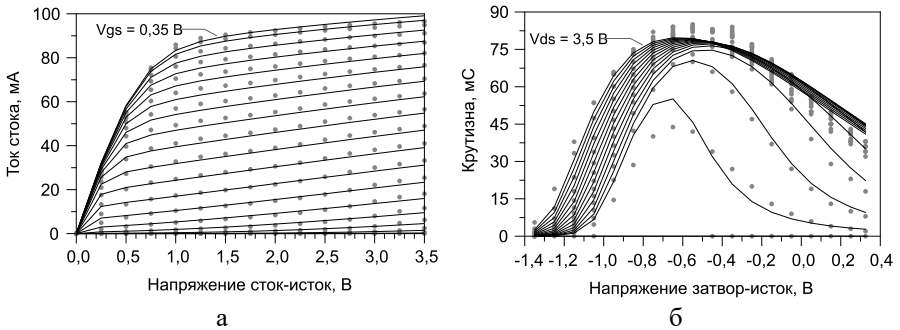 Ток стока, мА
100
80
60
40
20
0
Vgs = 0,35 В
0,0 0,5 1,0 1,5 2,0 2,5 3,0 3,5
Напряжение сток-исток, В
а
Крутизна, мС
90
75
60
45
30
15
0
Vds = 3,5 В
-1,4 -1,2 -1,0 -0,8 -0,6 -0,4 -0,2 0,0 0,2 0,4
Напряжение затвор-исток, В
б